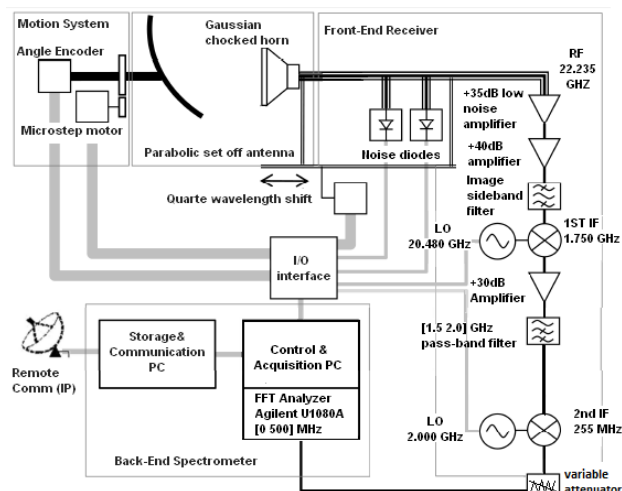 Motion System
Angle Encoder
Microstep motor
Gaussian
chocked horn
Parabolic set off antenna
Front-End Receiver
Noise diodes
Quarte wavelength shift
RF
22.235
GHZ
+35dB low
noise
amplifier
+40dB
amplifier
Image
sideband
filter
LO
20.480 GHz
1ST IF
1.750 GHz
+30dB
Amplifier
[1.5 2.0] GHz
pass-band filter
LO
2.000 GHz
2nd IF
255 MHz
variable
attenuator
I/O
interface
Storage&
Communication
PC
Control &
Acquisition PC
FFT Analyzer
Agilent U1080A
[0 500] MHz
Remote
Comm (IP)
Back-End Spectrometer